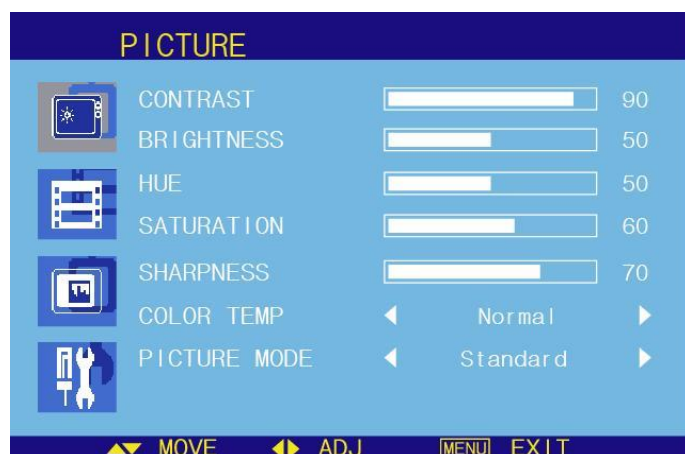 PICTURE
CONTRAST 90
BRIGHTNESS 50
HUE 50
SATURATION 60
SHARPNESS 70
COLOR TEMP Normal
PICTURE MODE Standard
MOVE ADJ MENU EXIT